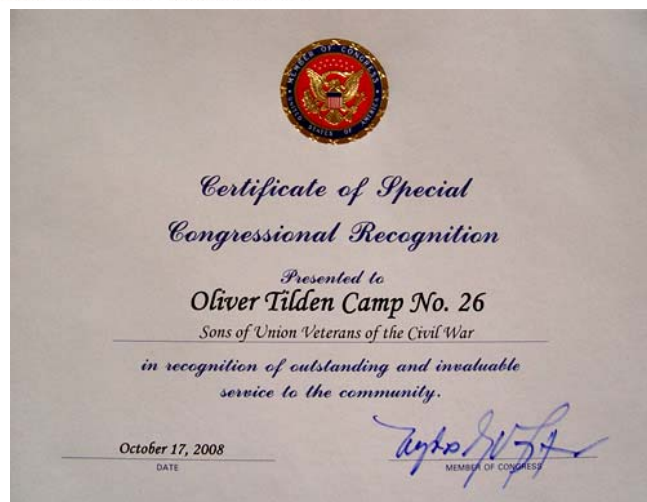 MEMBER OF CONGRESS
UNITED STATES OF AMERICA
Certificate of Special
Congressional Recognition
Presented to
Oliver Tilden Camp No. 26
Sons of Union Veterans of the Civil War
in recognition of outstanding and invaluable
service to the community.
October 17, 2008
DATE
MEMBER OF CONGRESS